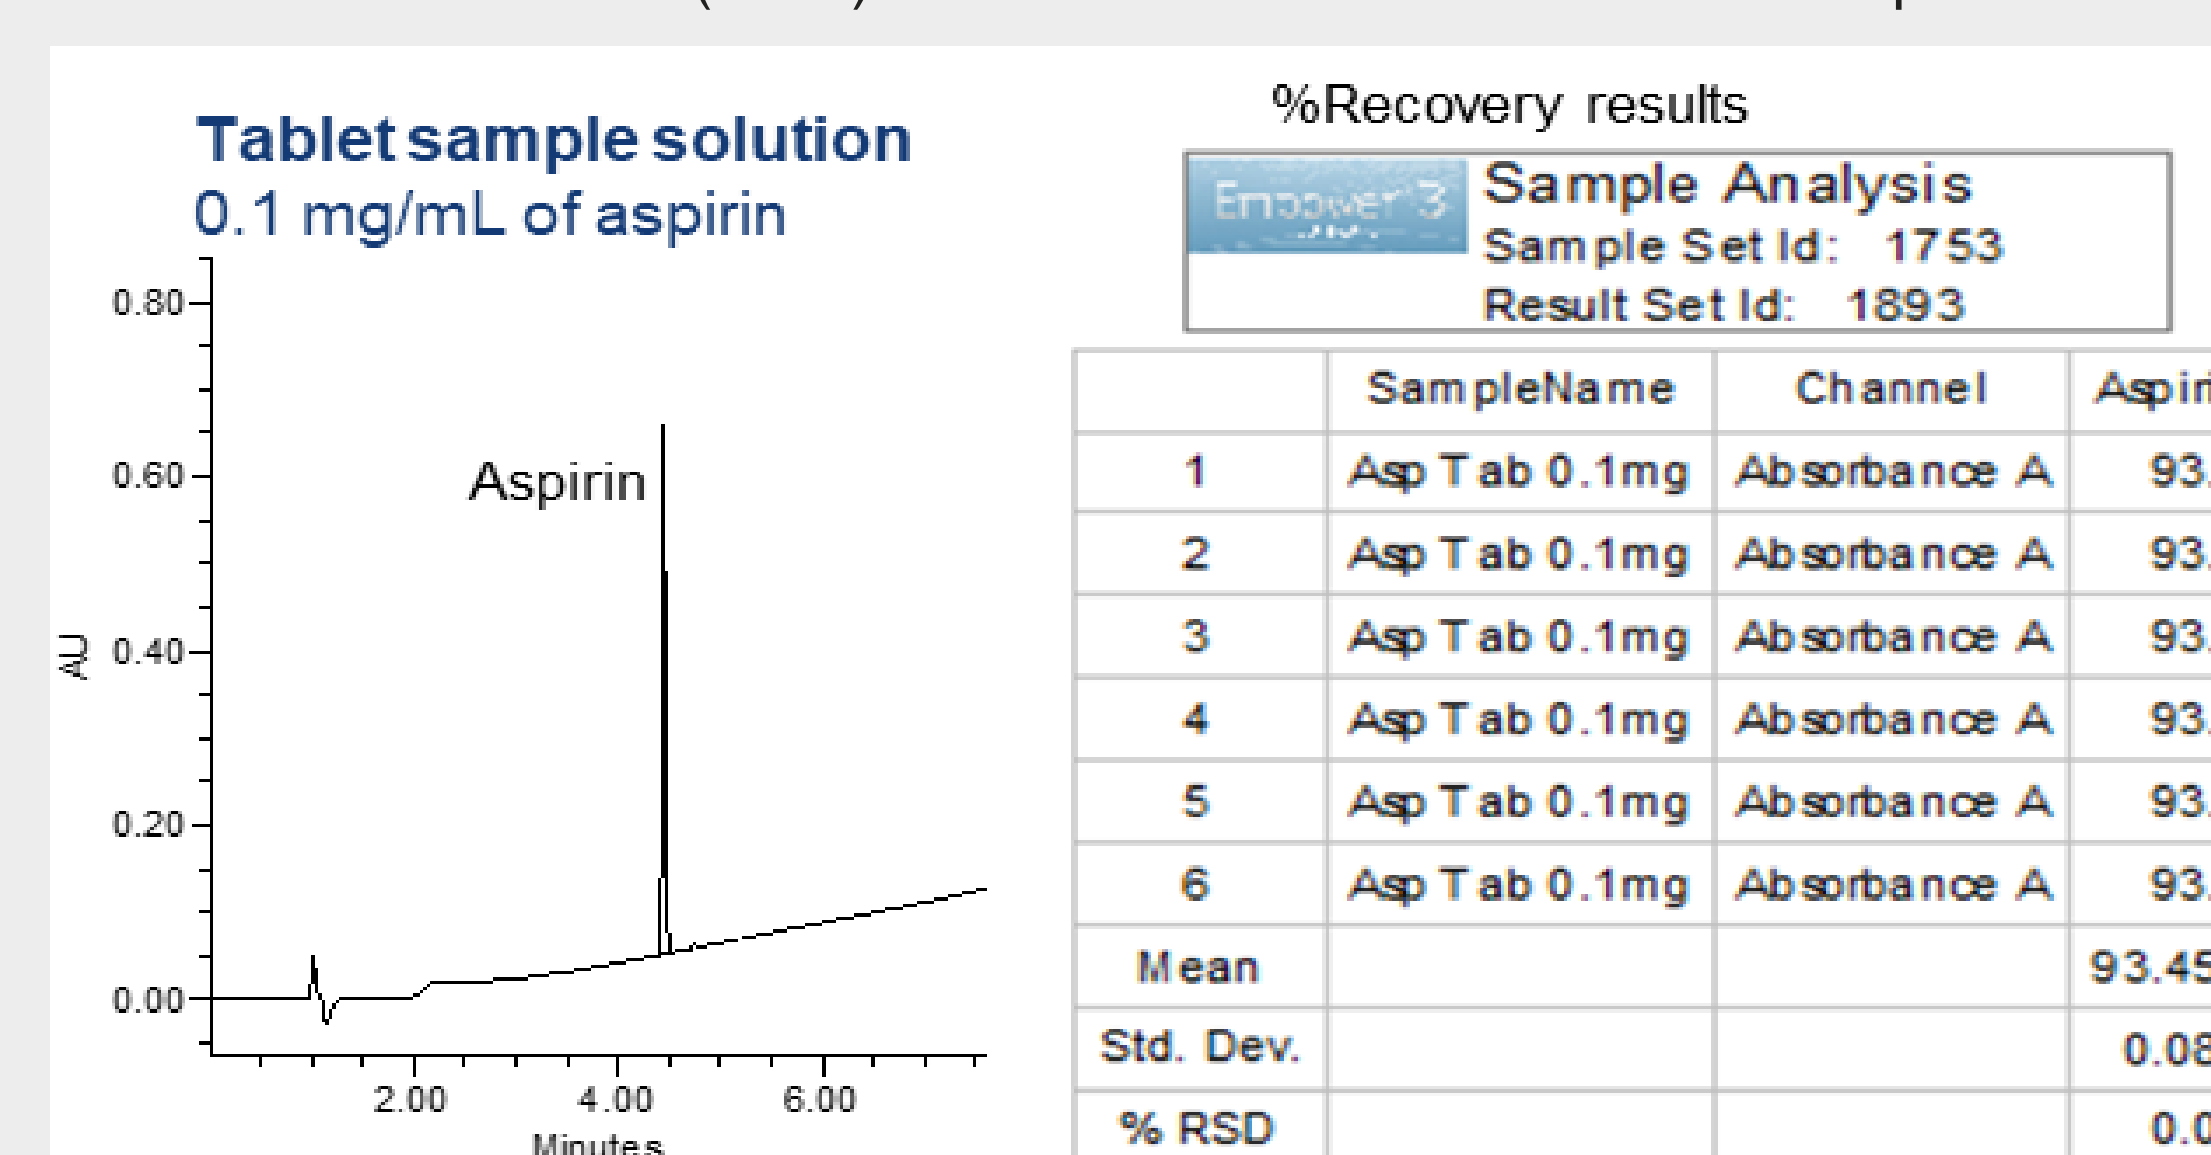 %Recovery results
Tablet sample solution
0.1 mg/mL of aspirin
Empower 3
Sample Analysis
Sample Set Id: 1753
Result Set Id: 1893
0.80
0.60
0.40
0.20
0.00
AU
Aspirin
2.00 4.00 6.00
Minutes
SampleName Channel
1 Asp Tab 0.1mg Absorbance A 93.
2 Asp Tab 0.1mg Absorbance A 93.
3 Asp Tab 0.1mg Absorbance A 93.
4 Asp Tab 0.1mg Absorbance A 93.
5 Asp Tab 0.1mg Absorbance A 93.
6 Asp Tab 0.1mg Absorbance A 93.
Mean 93.45
Std. Dev. 0.08
% RSD 0.0